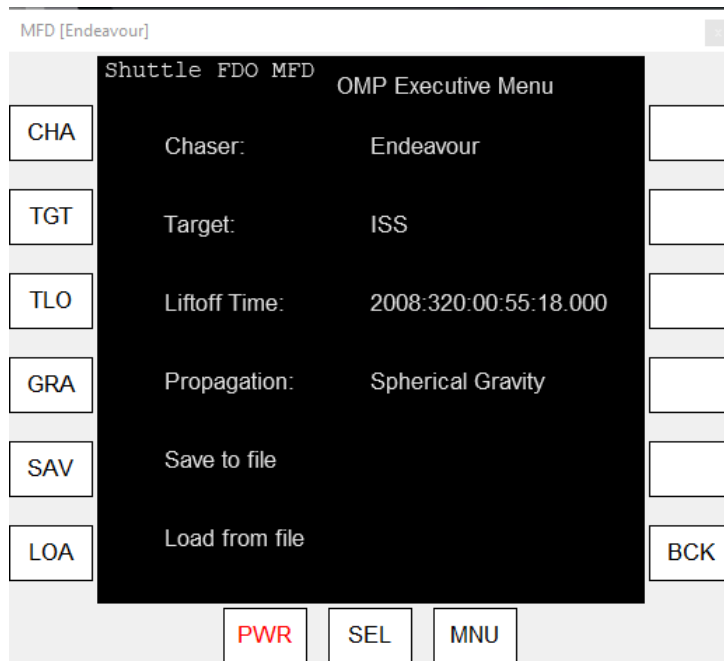 MFD [Endeavour]
x
Shuttle FDO MFD
OMP Executive Menu
CHA Chaser: Endeavour
TGT Target: ISS
TLO Liftoff Time: 2008:320:00:55:18.000
GRA Propagation: Spherical Gravity
SAV Save to file
LOA Load from file BCK
PWR SEL MNU